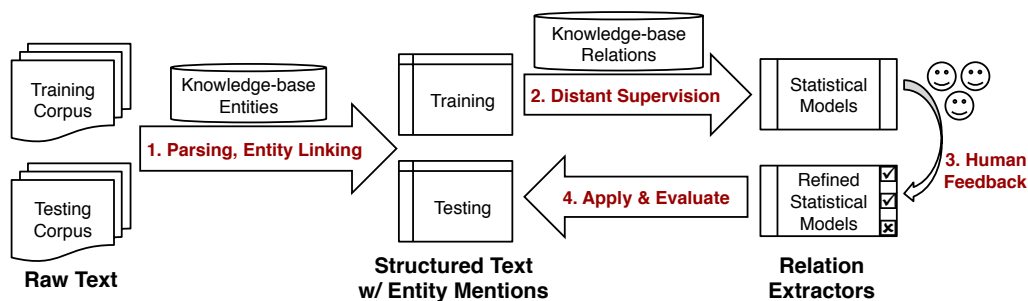 Training
Corpus
Knowledge-base
Entities
1. Parsing, Entity Linking
Testing
Corpus
Raw Text
Training
Testing
Structured Text
w/ Entity Mentions
Knowledge-base
Relations
2. Distant Supervision
Statistical
Models
3. Human
Feedback
4. Apply & Evaluate
Refined
Statistical
Models
Relation
Extractors